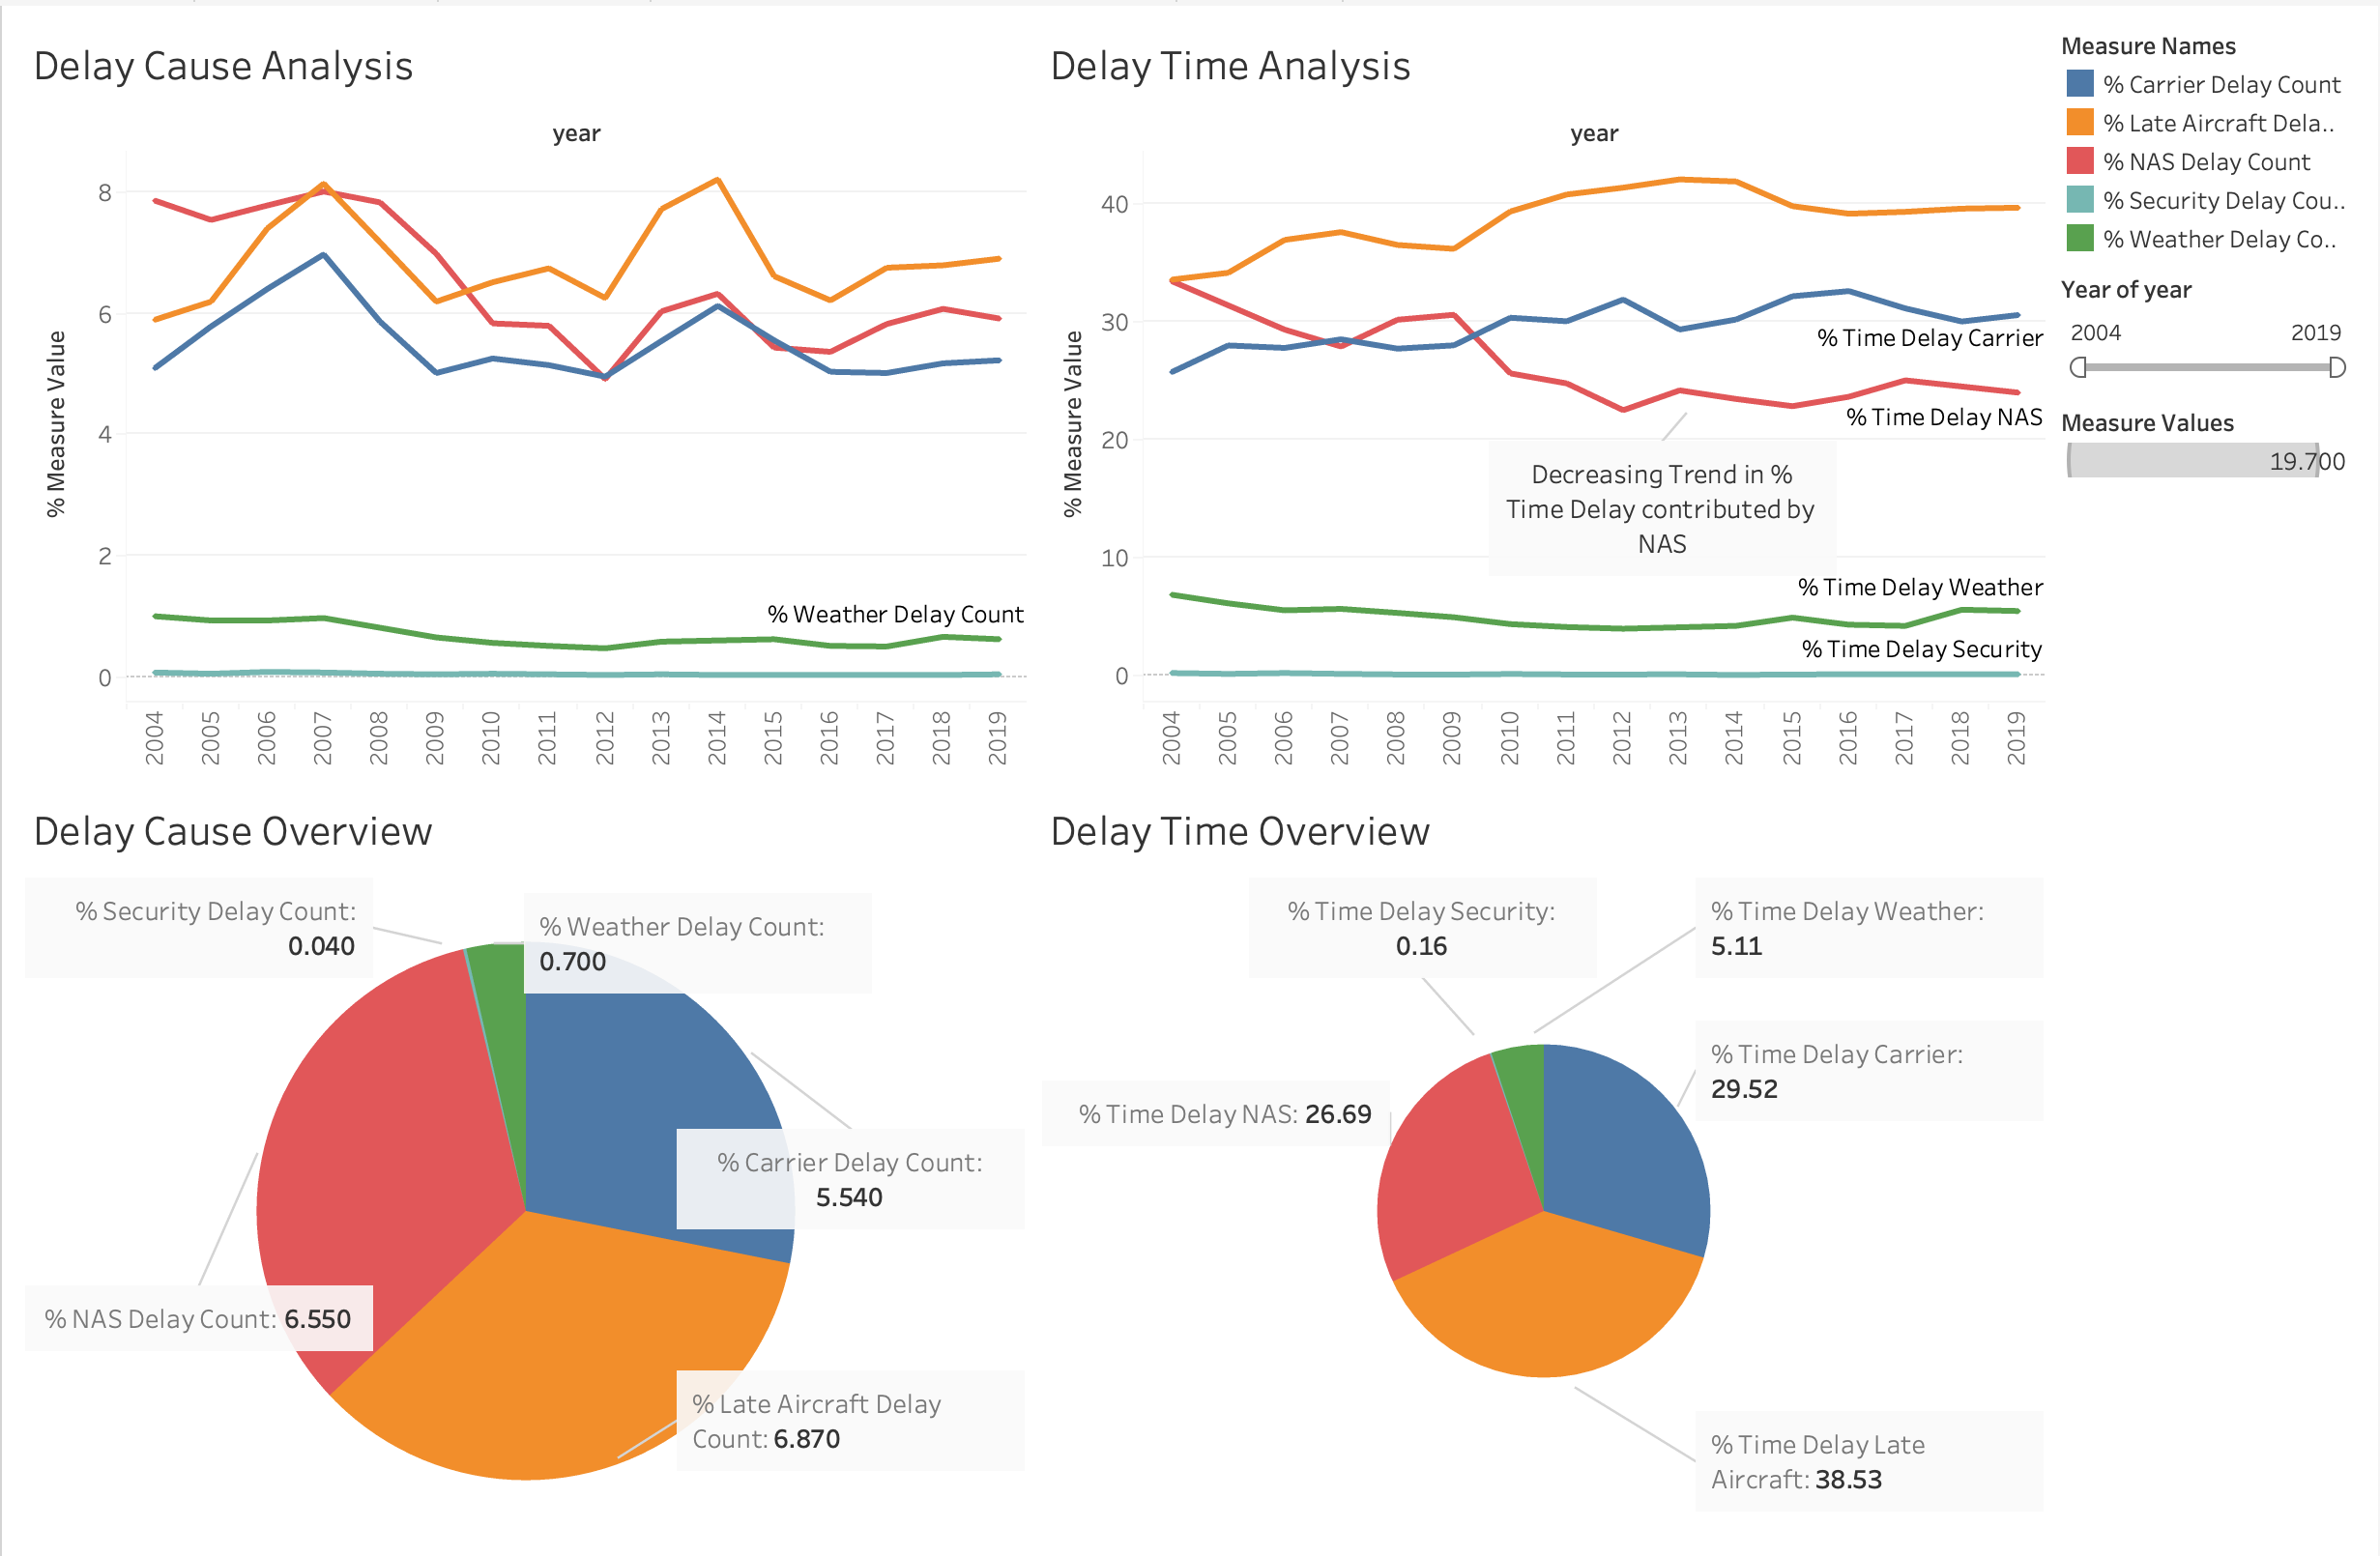 Delay Cause Analysis
year
% Measure Value
8
6
4
2
0
% Weather Delay Count
2004
2005
2006
2007
2008
2009
2010
2011
2012
2013
2014
2015
2016
2017
2018
2019
Delay Time Analysis
year
% Measure Value
40
30
20
10
0
% Time Delay Carrier
% Time Delay NAS
Decreasing Trend in %
Time Delay contributed by
NAS
% Time Delay Weather
% Time Delay Security
2004
2005
2006
2007
2008
2009
2010
2011
2012
2013
2014
2015
2016
2017
2018
2019
Measure Names
% Carrier Delay Count
% Late Aircraft Dela..
% NAS Delay Count
% Security Delay Cou..
% Weather Delay Co..
Year of year
2004 2019
Measure Values
19.700
Delay Cause Overview
% Security Delay Count:
0.040
% Weather Delay Count:
0.700
% Carrier Delay Count:
5.540
% NAS Delay Count: 6.550
% Late Aircraft Delay
Count: 6.870
Delay Time Overview
% Time Delay Security:
0.16
% Time Delay Weather:
5.11
% Time Delay Carrier:
29.52
% Time Delay NAS: 26.69
% Time Delay Late
Aircraft: 38.53